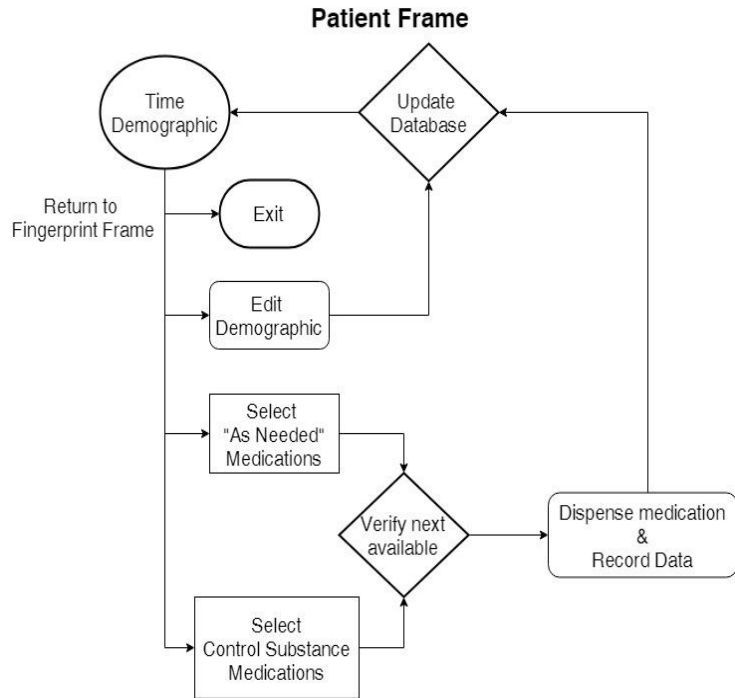 Patient Frame
Time
Demographic
Update
Database
Return to
Fingerprint Frame
Exit
Edit
Demographic
Select
"As Needed"
Medications
Verify next
available
Dispense medication
&
Record Data
Select
Control Substance
Medications